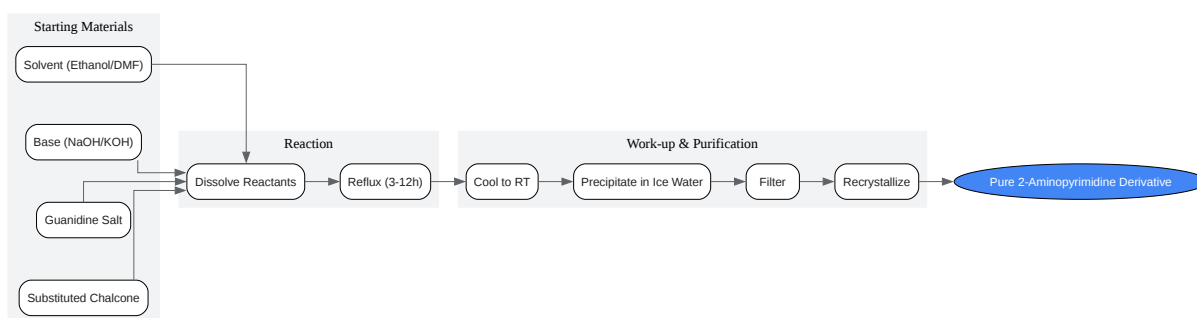 Starting Materials
Solvent (Ethanol/DMF)
Base (NaOH/KOH)
Guanidine Salt
Substituted Chalcone
Reaction
Dissolve Reactants
Reflux (3-12h)
Work-up & Purification
Cool to RT
Precipitate in Ice Water
Filter
Recrystallize
Pure 2-Aminopyrimidine Derivative